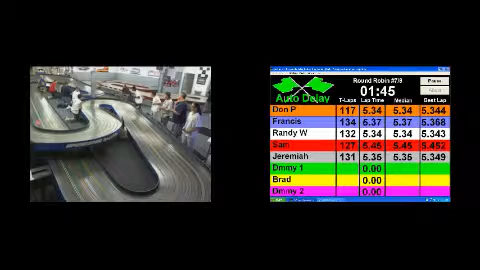 Round Robin #7/8
01:45
Auto Delay
T-Laps Lap Time Median Best Lap
Don P 117 5.34 5.34 5.344
Francis 134 5.37 5.37 5.368
Randy W 132 5.34 5.34 5.343
Sam 127 5.45 5.45 5.452
Jeremiah 131 5.35 5.35 5.349
Dmmy 1 0.00
Brad 0.00
Dmmy 2 0.00